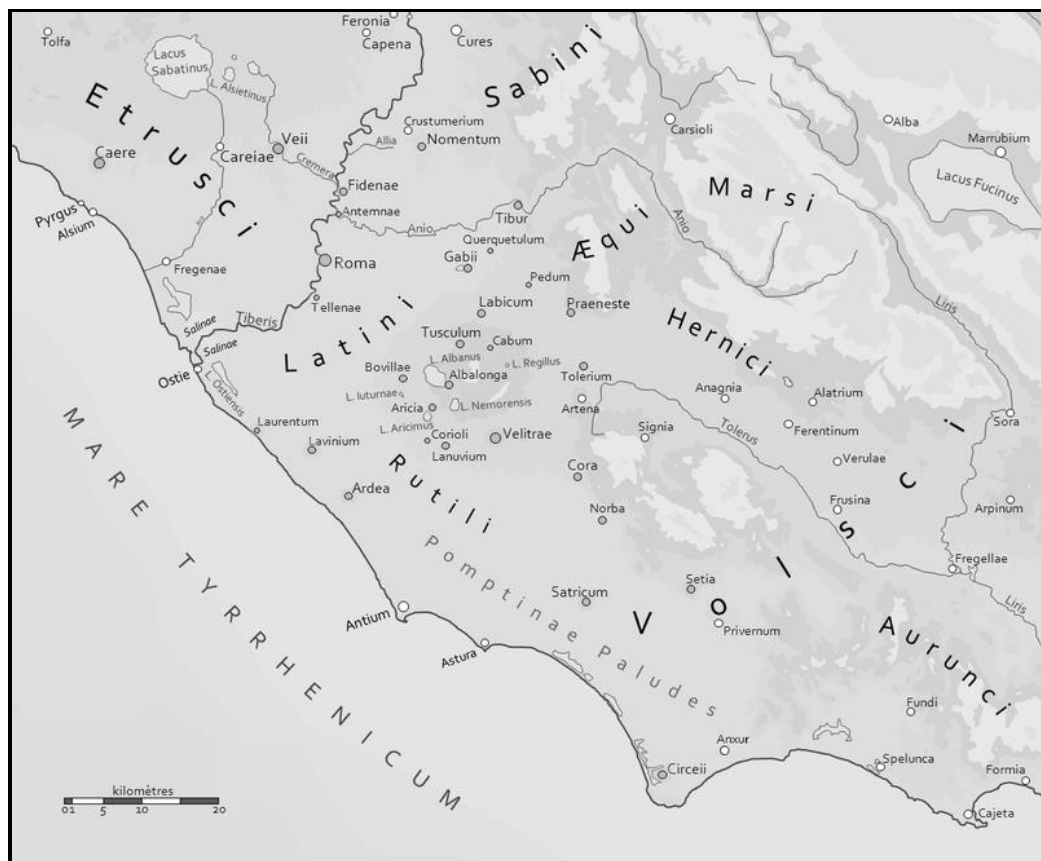 Feronia
Tolfa
Capena
Cures
Lacus
Sabatinus
Sabini
L. Alsietinus
Etrusci
Crustumerium
Alba
Carsioli
Veii
Allia
Nomentum
Marrubium
Caere
Careiae
Cremera
Lacus Fucinus
Marsi
Fidenae
Pyrgus
Alsium
Antemnae
Tibur
Anio
Anio
Æqui
Querquetulum
Gabii
Roma
Fregenae
Pedum
Tellenae
Labicum
Praeneste
Liris
Salinae
Tiberis
Latini
Hernici
Salinae
Tusculum
Cabum
L. Albanus
L. Regillus
Ostie
Bovillae
Albalonga
Tolerium
L. Ostiensis
L. Iuturnae
Anagnia
Alatrium
Artena
Aricia
L. Nemorensis
Sora
Laurentum
L. Aricimus
Signia
Tolerus
Ferentinum
Lavinium
Corioli
Velitrae
Lanuvium
Verulae
Rutili
Cora
Ardea
Frusina
Arpinum
Norba
MARE TYRRHENICUM
Pomptinae Paludes
Volsci
Fregellae
Setia
Satricum
Liris
Antium
Privernum
Aurunci
Astura
Fundi
Anxur
Circeii
Spelunca
Formia
kilomètres
0 1 5 10 20
Cajeta